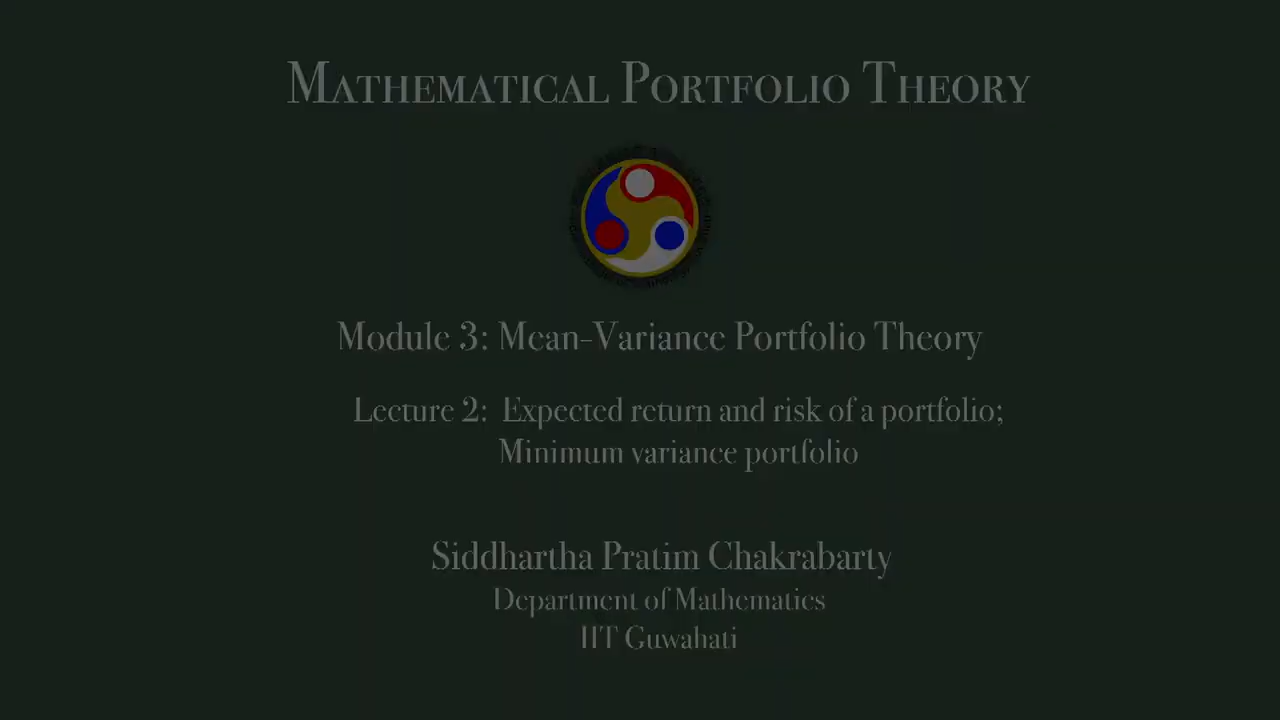 Mathematical Portfolio Theory
Module 3: Mean-Variance Portfolio Theory
Lecture 2: Expected return and risk of a portfolio;
Minimum variance portfolio
Siddhartha Pratim Chakrabarty
Department of Mathematics
IIT Guwahati